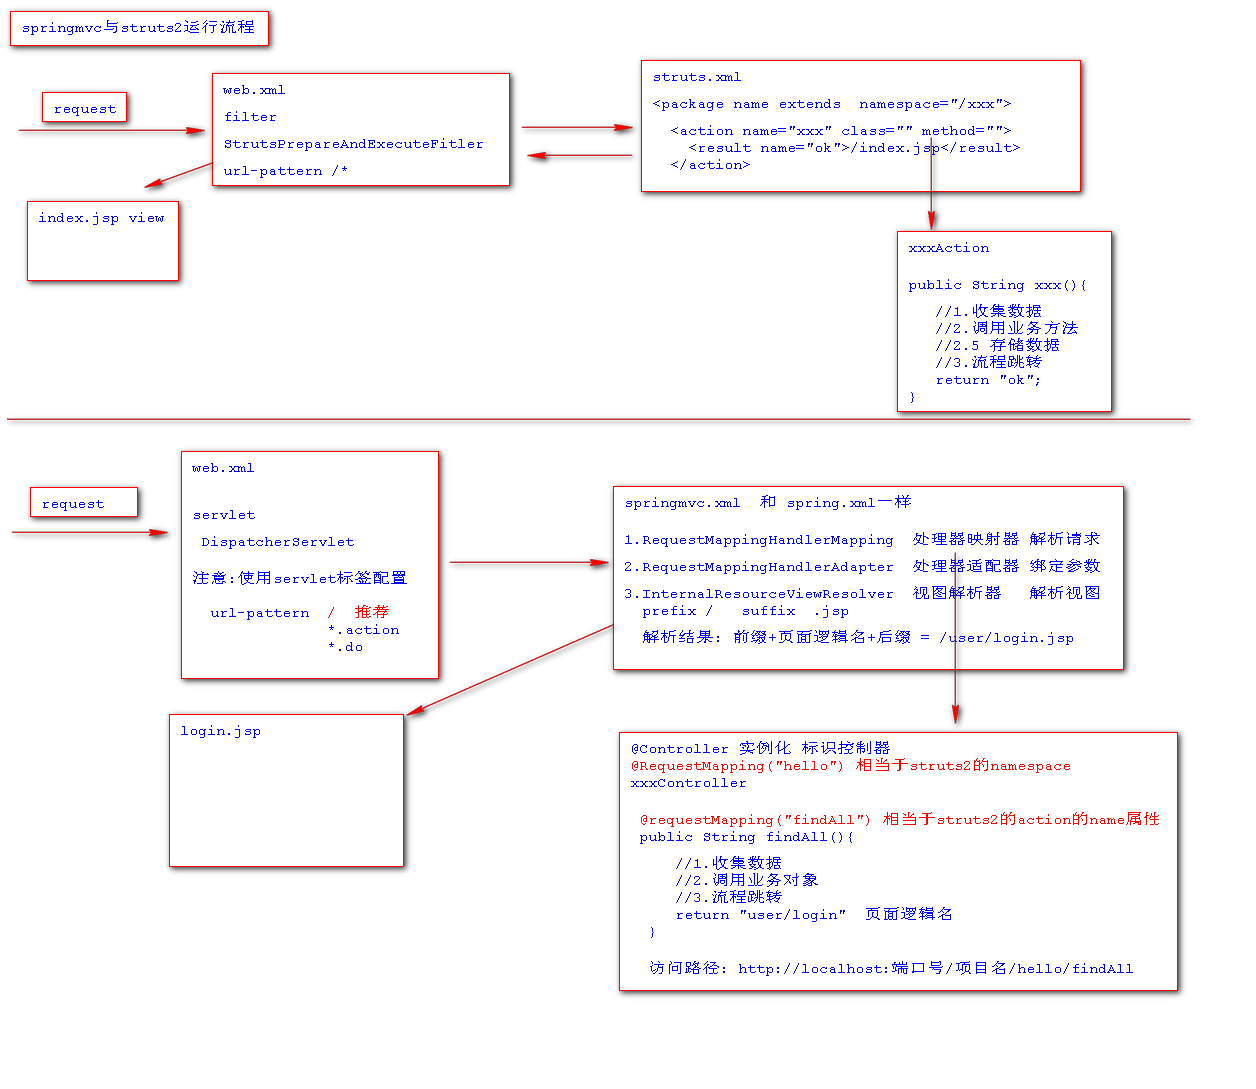 springmvc与struts2运行流程
request
web.xml
filter
StrutsPrepareAndExecuteFitler
url-pattern /*
index.jsp view
struts.xml
<package name extends  namespace="/xxx">
<action name="xxx" class="" method="">
<result name="ok">/index.jsp</result>
</action>
xxxAction
public String xxx(){
//1.收集数据
//2.调用业务方法
//2.5 存储数据
//3.流程跳转
return "ok";
}
request
web.xml
servlet
DispatcherServlet
注意:使用servlet标签配置
url-pattern  /  推荐
*.action
*.do
springmvc.xml  和 spring.xml一样
1.RequestMappingHandlerMapping  处理器映射器 解析请求
2.RequestMappingHandlerAdapter  处理器适配器 绑定参数
3.InternalResourceViewResolver  视图解析器   解析视图
prefix /   suffix  .jsp
解析结果: 前缀+页面逻辑名+后缀 = /user/login.jsp
login.jsp
@Controller 实例化 标识控制器
@RequestMapping("hello") 相当于struts2的namespace
xxxController
@requestMapping("findAll") 相当于struts2的action的name属性
public String findAll(){
//1.收集数据
//2.调用业务对象
//3.流程跳转
return "user/login"  页面逻辑名
}
访问路径: http://localhost:端口号/项目名/hello/findAll